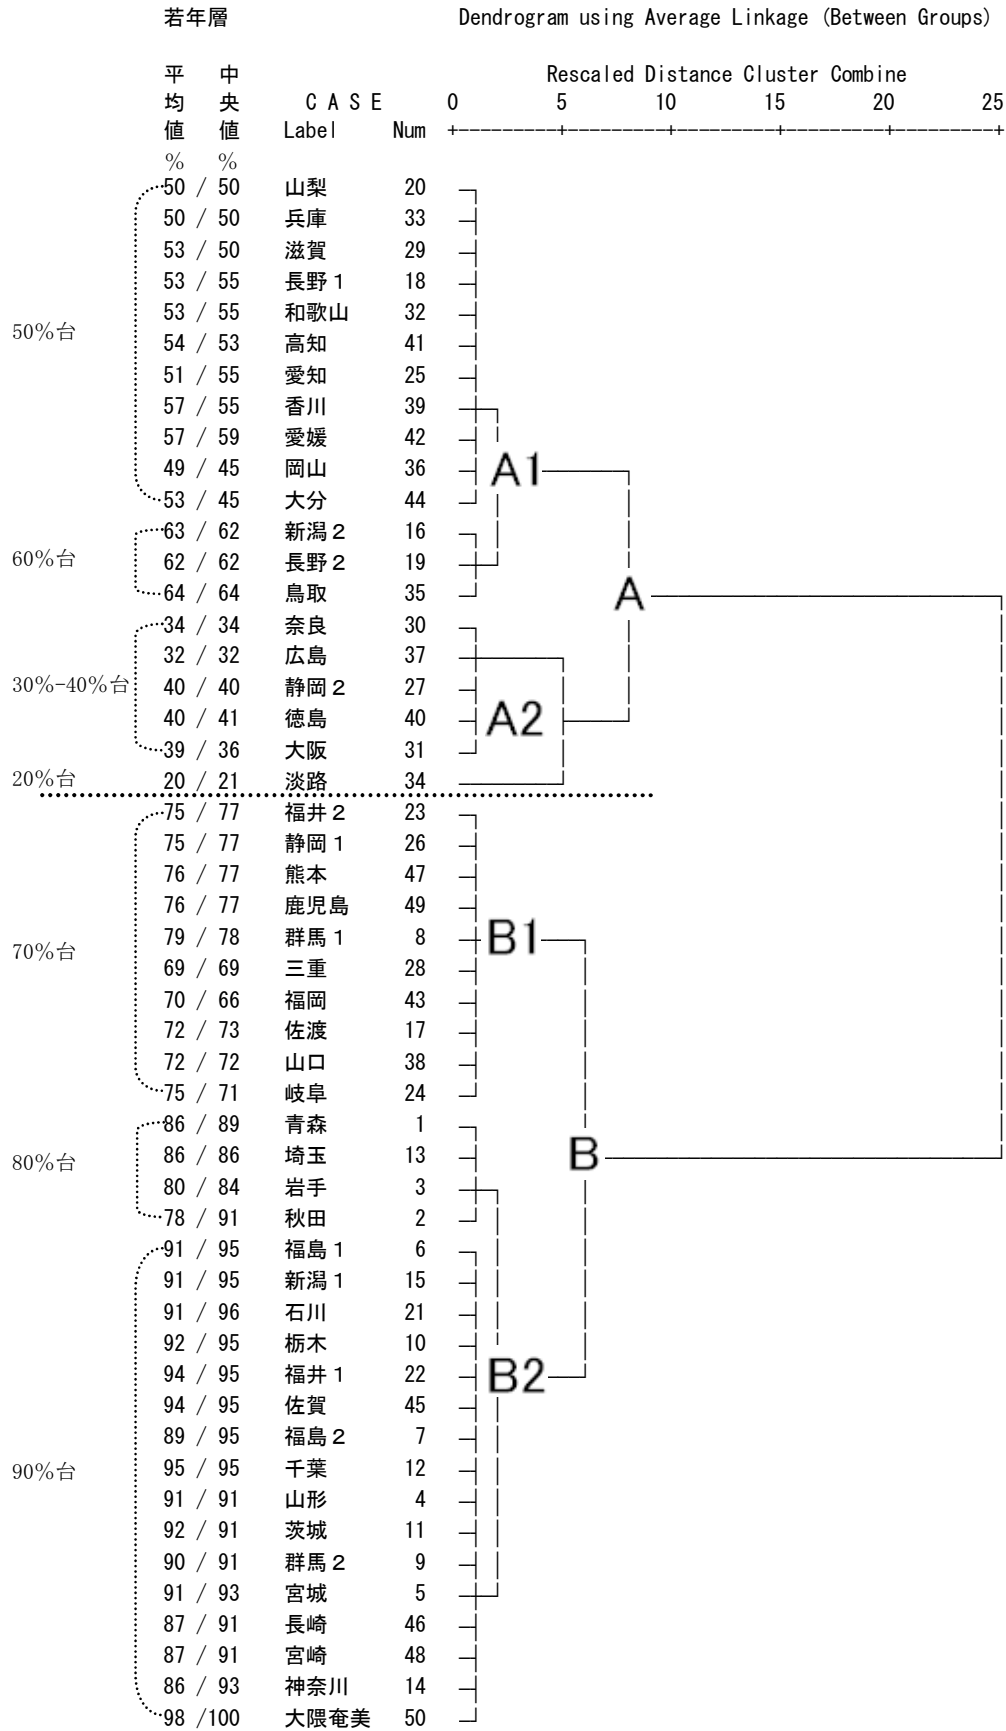 若年層 Dendrogram using Average Linkage (Between Groups)
平 中 Rescaled Distance Cluster Combine
均 央 C A S E 0 5 10 15 20 25
値 値 Label Num
% %
50 / 50 山梨 20
50 / 50 兵庫 33
53 / 50 滋賀 29
53 / 55 長野1 18
53 / 55 和歌山 32
50%台
54 / 53 高知 41
51 / 55 愛知 25
57 / 55 香川 39
57 / 59 愛媛 42
49 / 45 岡山 36 A1
53 / 45 大分 44
63 / 62 新潟2 16
60%台 62 / 62 長野2 19
64 / 64 鳥取 35 A
34 / 34 奈良 30
32 / 32 広島 37
30%-40%台 40 / 40 静岡2 27
40 / 41 徳島 40 A2
39 / 36 大阪 31
20%台 20 / 21 淡路 34
75 / 77 福井2 23
75 / 77 静岡1 26
76 / 77 熊本 47
76 / 77 鹿児島 49
79 / 78 群馬1 8 B1
70%台
69 / 69 三重 28
70 / 66 福岡 43
72 / 73 佐渡 17
72 / 72 山口 38
75 / 71 岐阜 24
86 / 89 青森 1
80%台 86 / 86 埼玉 13 B
80 / 84 岩手 3
78 / 91 秋田 2
91 / 95 福島1 6
91 / 95 新潟1 15
91 / 96 石川 21
92 / 95 栃木 10
94 / 95 福井1 22 B2
94 / 95 佐賀 45
89 / 95 福島2 7
90%台 95 / 95 千葉 12
91 / 91 山形 4
92 / 91 茨城 11
90 / 91 群馬2 9
91 / 93 宮城 5
87 / 91 長崎 46
87 / 91 宮崎 48
86 / 93 神奈川 14
98 /100 大隈奄美 50